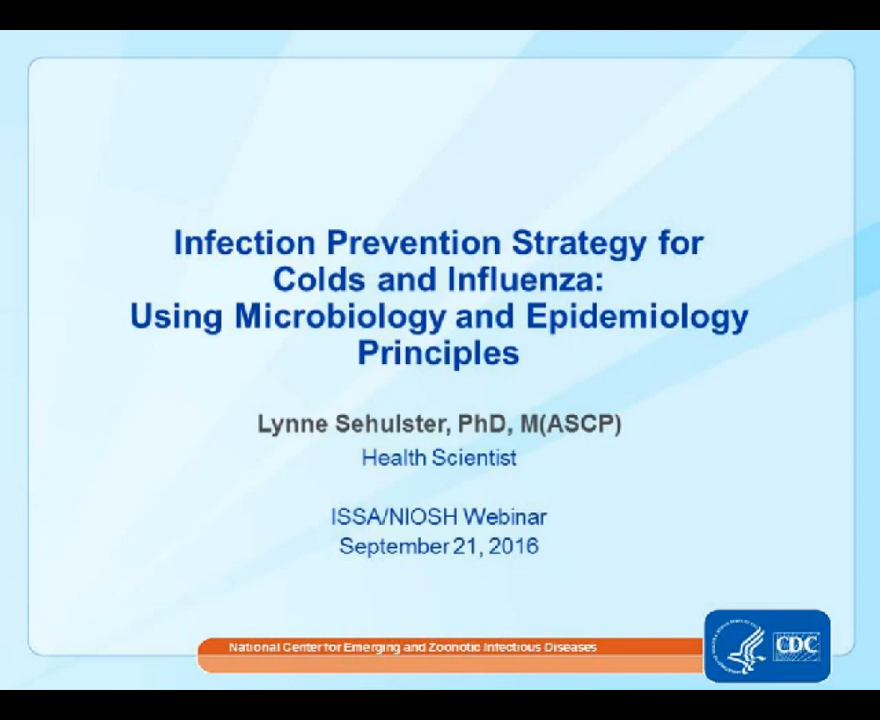 Infection Prevention Strategy for
Colds and Influenza:
Using Microbiology and Epidemiology
Principles
Lynne Sehulster, PhD, M(ASCP)
Health Scientist
ISSA/NIOSH Webinar
September 21, 2016
National Center for Emerging and Zoonotic Infectious Diseases
CDC